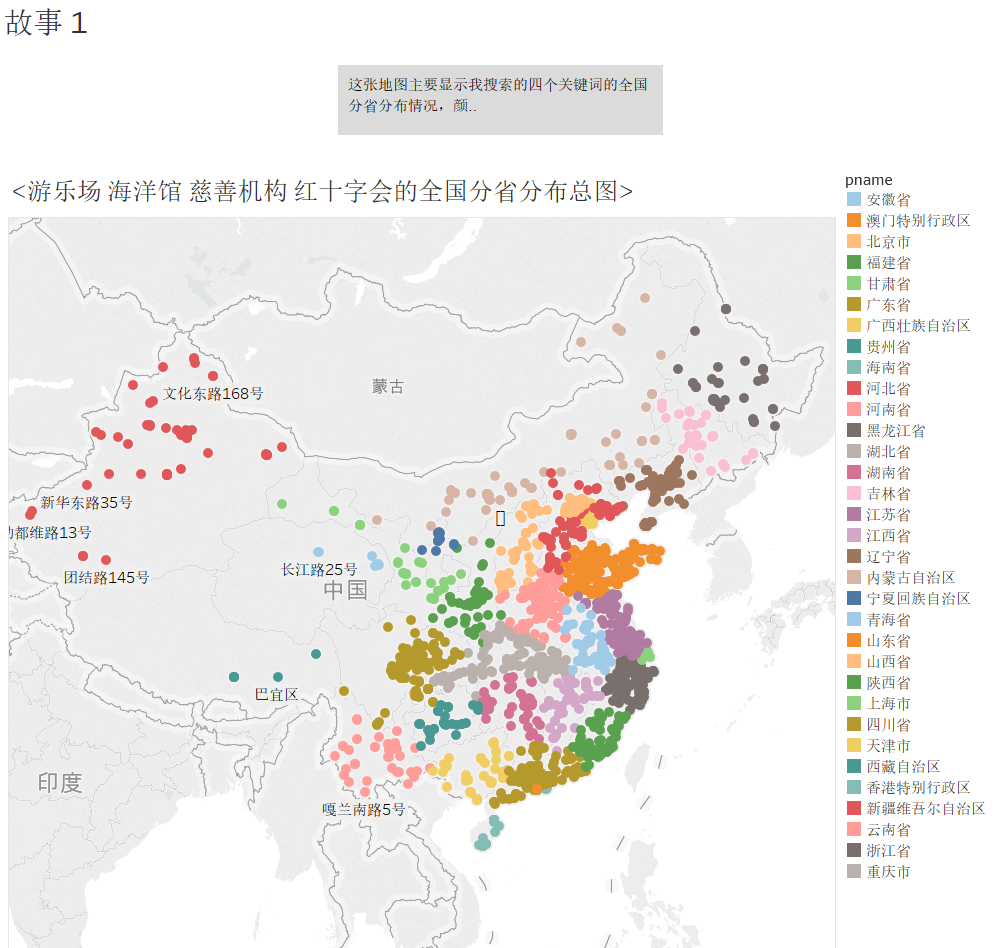 故事 1
这张地图主要显示我搜索的四个关键词的全国
分省分布情况，颜..
<游乐场 海洋馆 慈善机构 红十字会的全国分省分布总图>
pname
安徽省
澳门特别行政区
北京市
福建省
甘肃省
广东省
广西壮族自治区
贵州省
海南省
河北省
河南省
黑龙江省
湖北省
湖南省
吉林省
江苏省
江西省
辽宁省
内蒙古自治区
宁夏回族自治区
青海省
山东省
山西省
陕西省
上海市
四川省
天津市
西藏自治区
香港特别行政区
新疆维吾尔自治区
云南省
浙江省
重庆市
蒙古
文化东路168号
新华东路35号
都维路13号
团结路145号
长江路25号
中国
巴宜区
印度
嘎兰南路5号